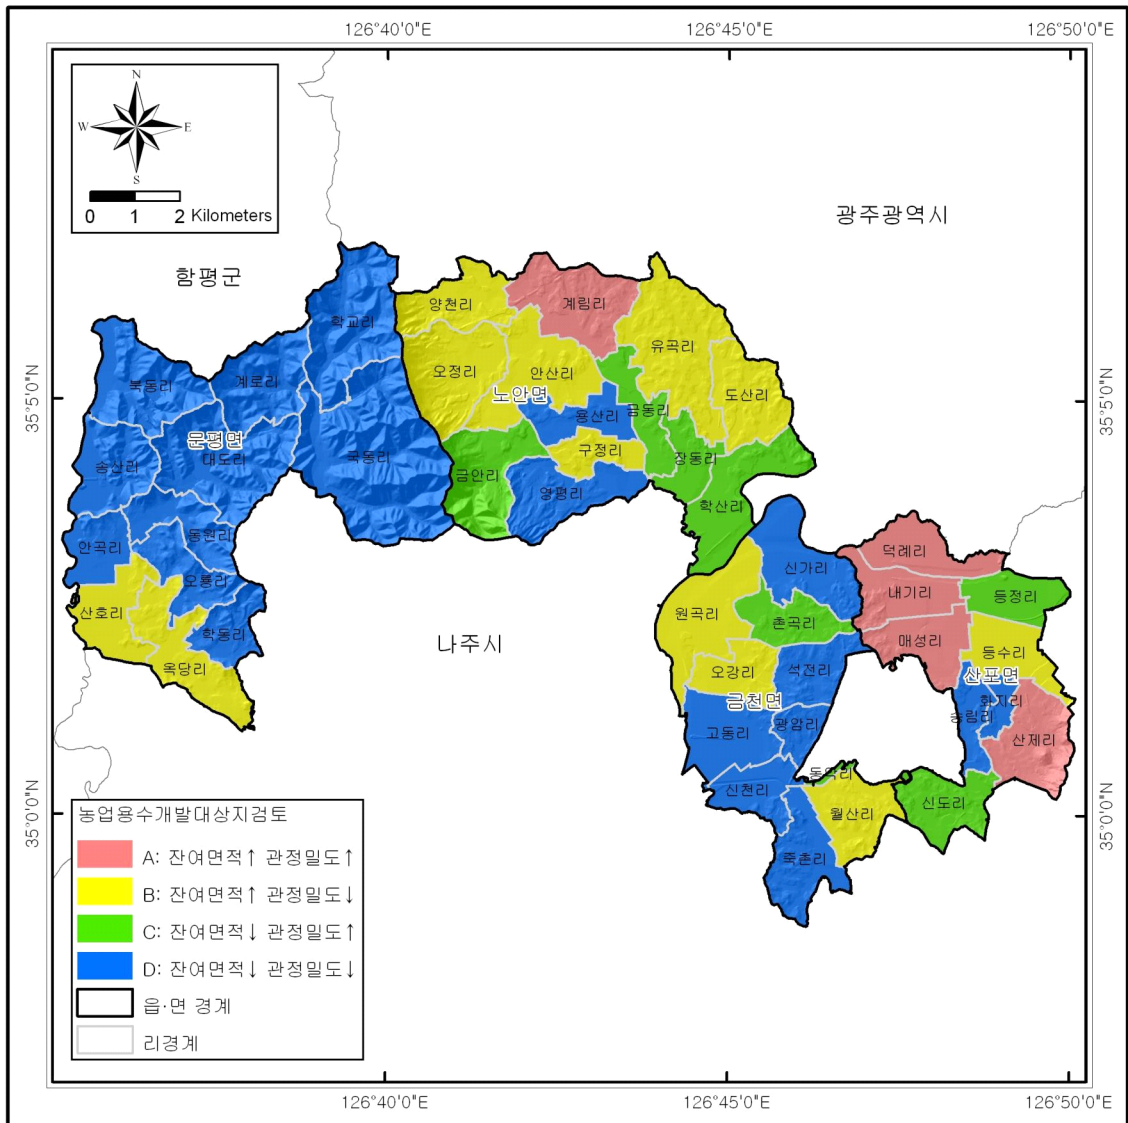 126°40'0"E 126°45'0"E 126°50'0"E
N
W E
S
0 1 2 Kilometers
광주광역시
함평군
학교리
양천리
계림리
유곡리
북동리
계로리
오정리
안산리
노안면
도산리
35°5'0"N
35°5'0"N
금동리
용산리
문평면
대도리
국동리
구정리
장동리
송산리
금안리
영평리
학산리
안곡리
동원리
신가리
덕례리
오룡리
내기리
등정리
산호리
원곡리
촌곡리
학동리
매성리
나주시
등수리
옥당리
오강리
석전리
산포면
금천면
화지리
송림리
고동리
광암리
산제리
동악리
신천리
신도리
월산리
35°0'0"N
35°0'0"N
죽촌리
농업용수개발대상지검토
A: 잔여면적↑ 관정밀도↑
B: 잔여면적↑ 관정밀도↓
C: 잔여면적↓ 관정밀도↑
D: 잔여면적↓ 관정밀도↓
읍·면 경계
리경계
126°40'0"E 126°45'0"E 126°50'0"E